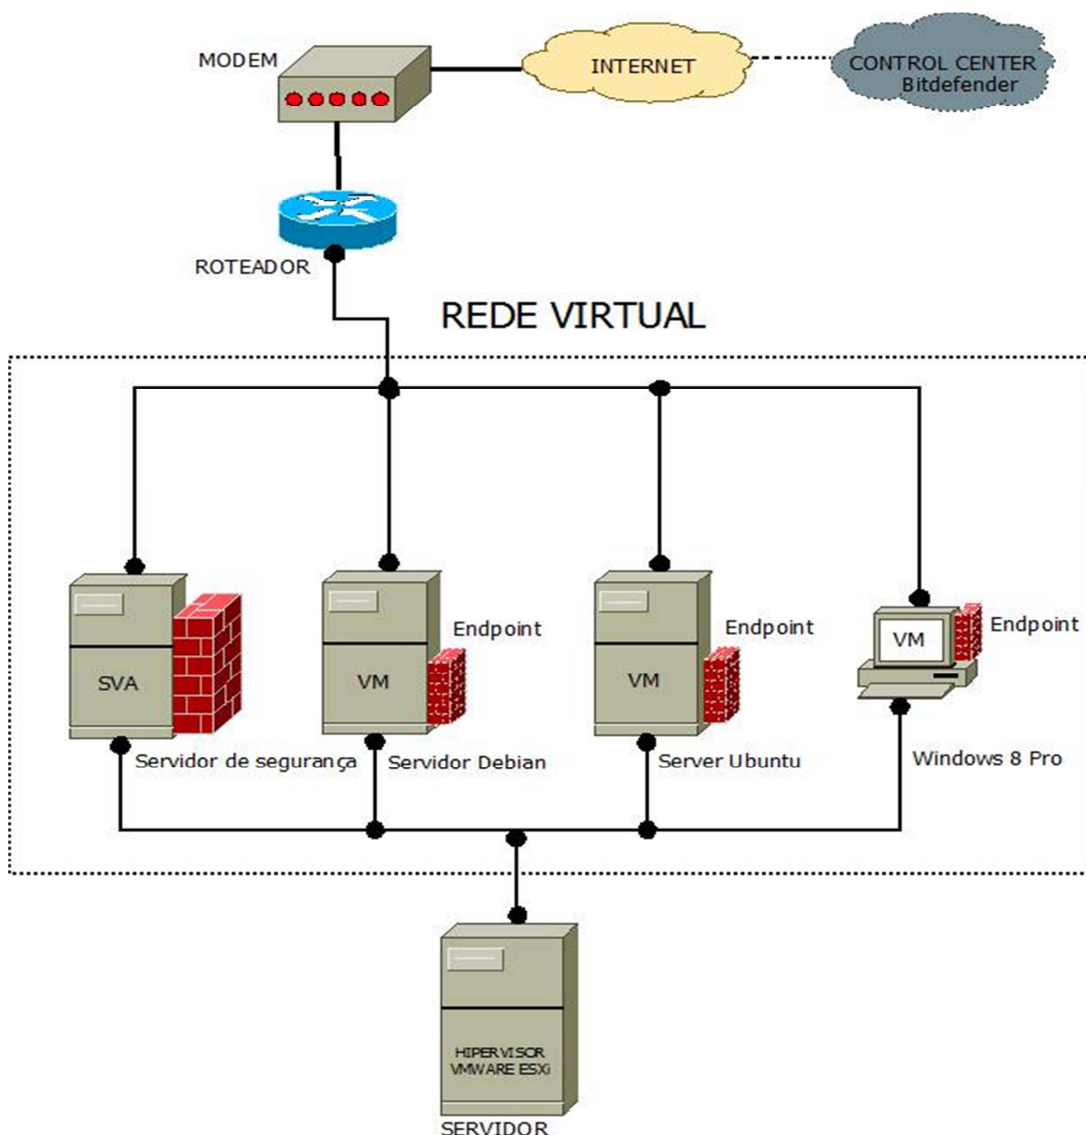 MODEM
INTERNET
CONTROL CENTER
Bitdefender
ROTEADOR
REDE VIRTUAL
Endpoint
Endpoint
Endpoint
SVA
VM
VM
VM
Servidor de segurança
Servidor Debian
Server Ubuntu
Windows 8 Pro
HIPERVISOR
VMWARE ESXi
SERVIDOR